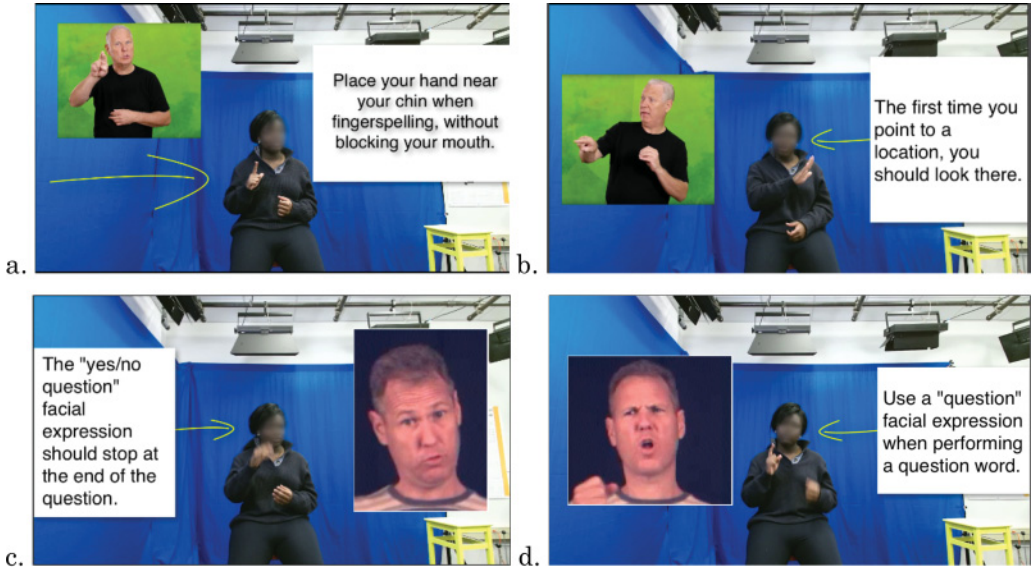 Place your hand near
your chin when
fingerspelling, without
blocking your mouth.
a.
The first time you
point to a
location, you
should look there.
b.
The "yes/no
question"
facial
expression
should stop at
the end of the
question.
c.
Use a "question"
facial expression
when performing
a question word.
d.